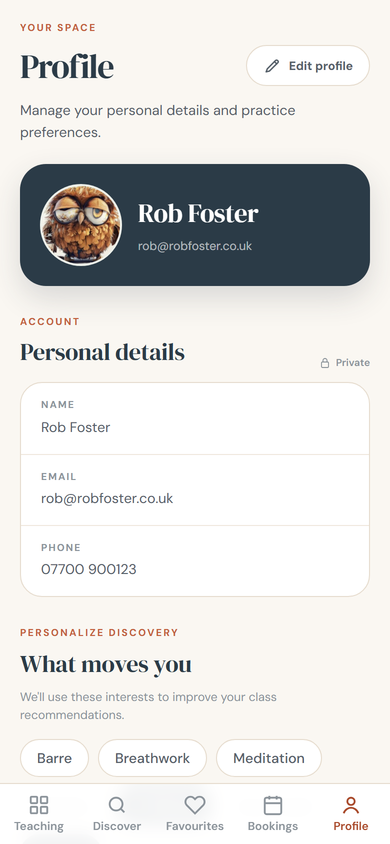 YOUR SPACE
Profile
Edit profile
Manage your personal details and practice
preferences.
Rob Foster
rob@robfoster.co.uk
ACCOUNT
Personal details
Private
NAME
Rob Foster
EMAIL
rob@robfoster.co.uk
PHONE
07700 900123
PERSONALIZE DISCOVERY
What moves you
We'll use these interests to improve your class
recommendations.
Barre
Breathwork
Meditation
Teaching
Discover
Favourites
Bookings
Profile